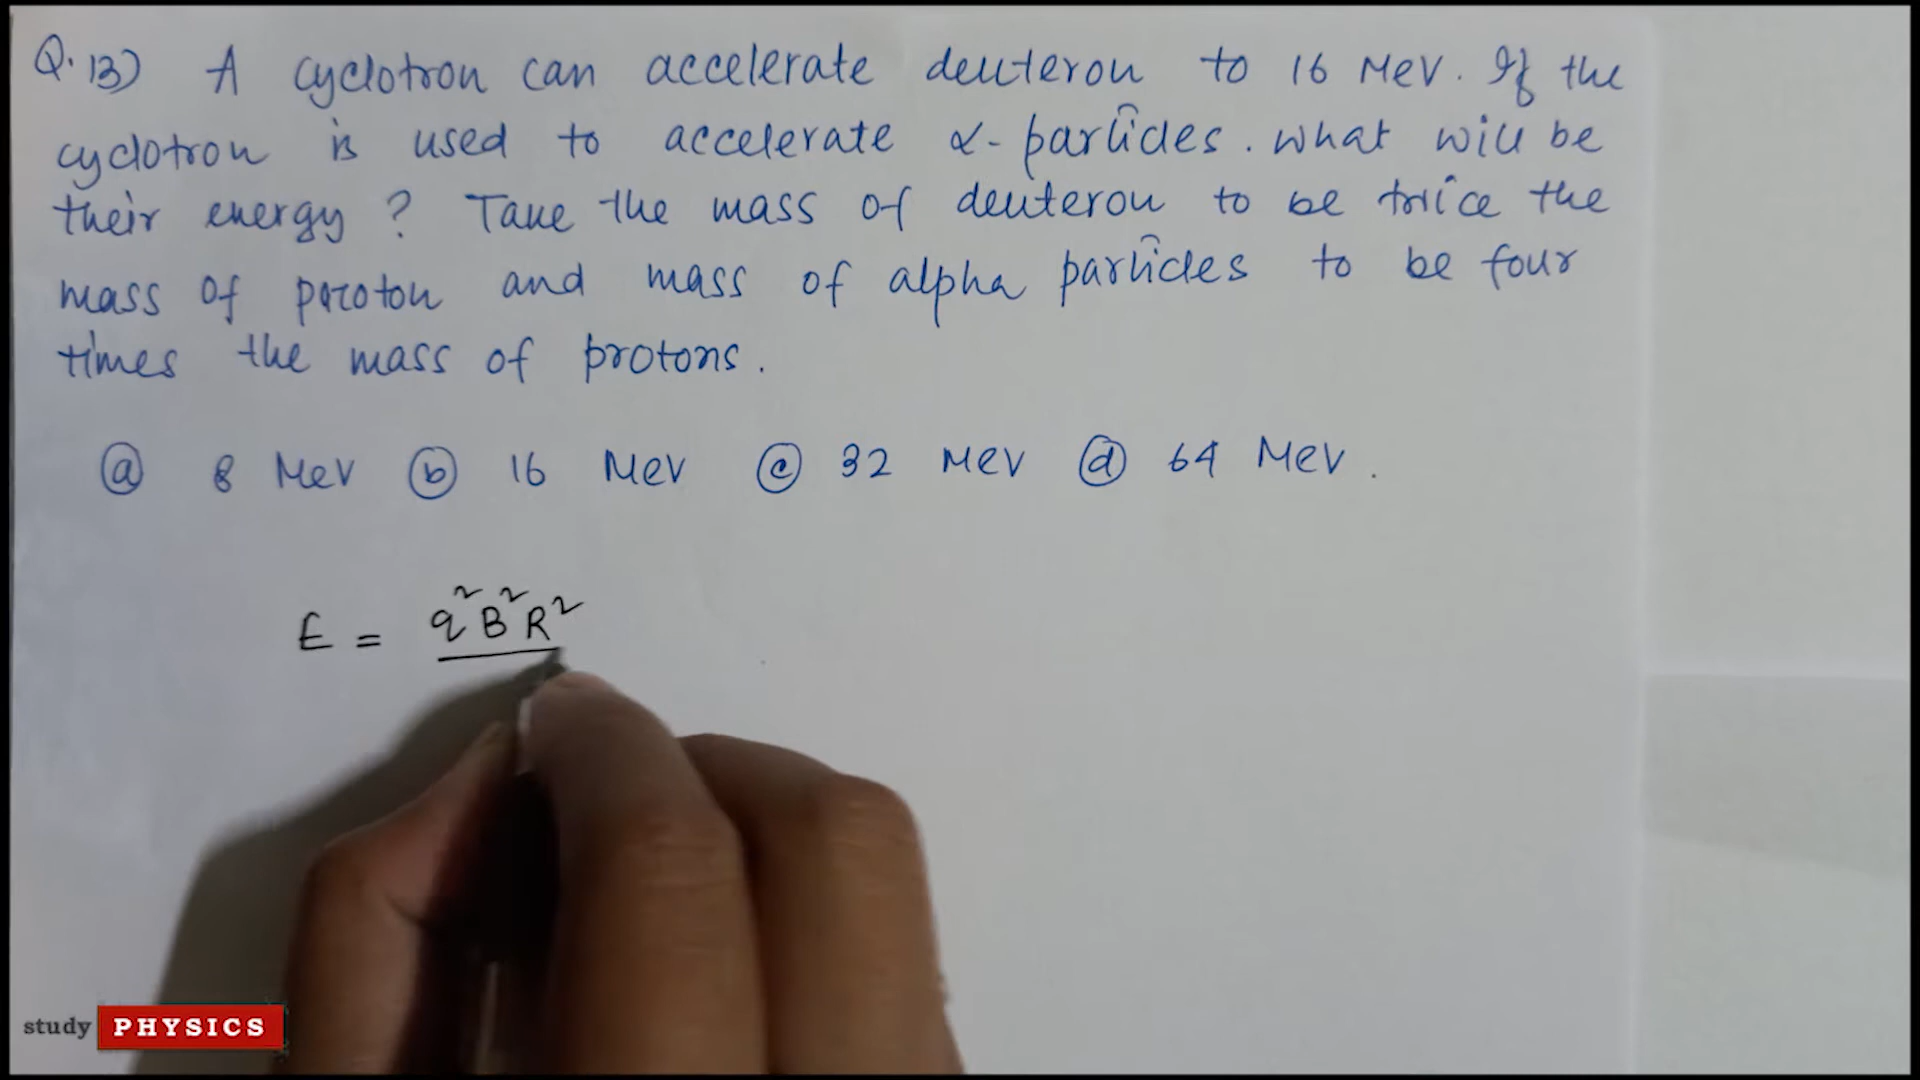 Q.13) A cyclotron can accelerate deuteron to 16 MeV. If the
cyclotron is used to accelerate α-particles. what will be
their energy ? Take the mass of deuteron to be twice the
mass of proton and mass of alpha particles to be four
times the mass of protons.
ⓐ 8 MeV ⓑ 16 MeV ⓒ 32 MeV ⓓ 64 MeV.
E = q²B²R²
study PHYSICS